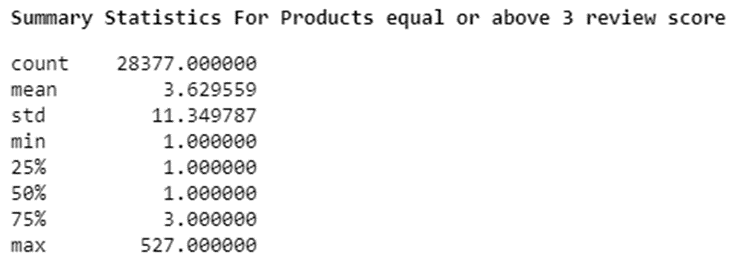 Summary Statistics For Products equal or above 3 review score
count 28377.000000
mean 3.629559
std 11.349787
min 1.000000
25% 1.000000
50% 1.000000
75% 3.000000
max 527.000000